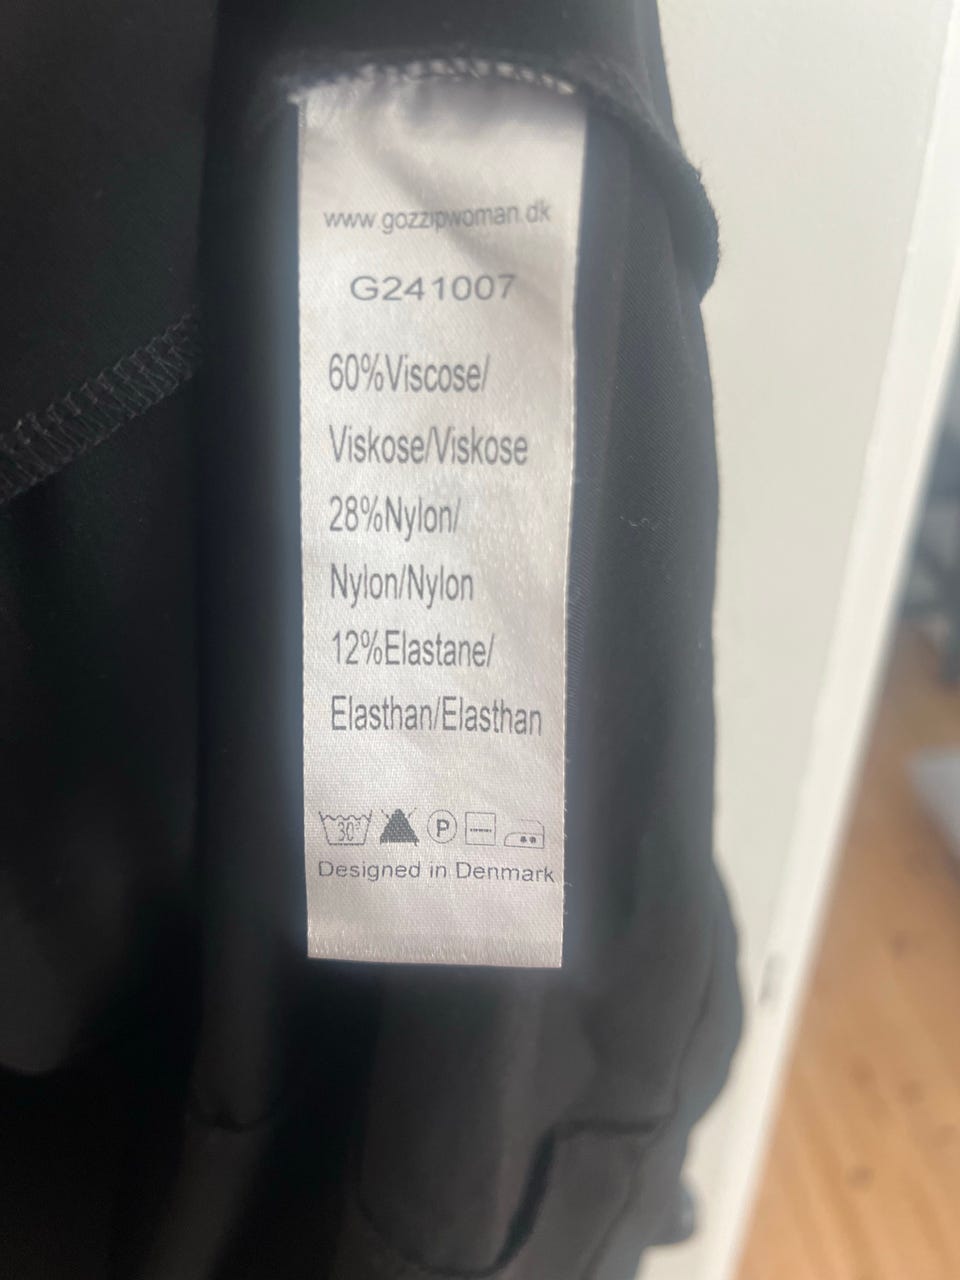 www.gozzipwoman.dk
G241007
60%Viscose/
Viskose/Viskose
28%Nylon/
Nylon/Nylon
12%Elastane/
Elasthan/Elasthan
30° P
Designed in Denmark